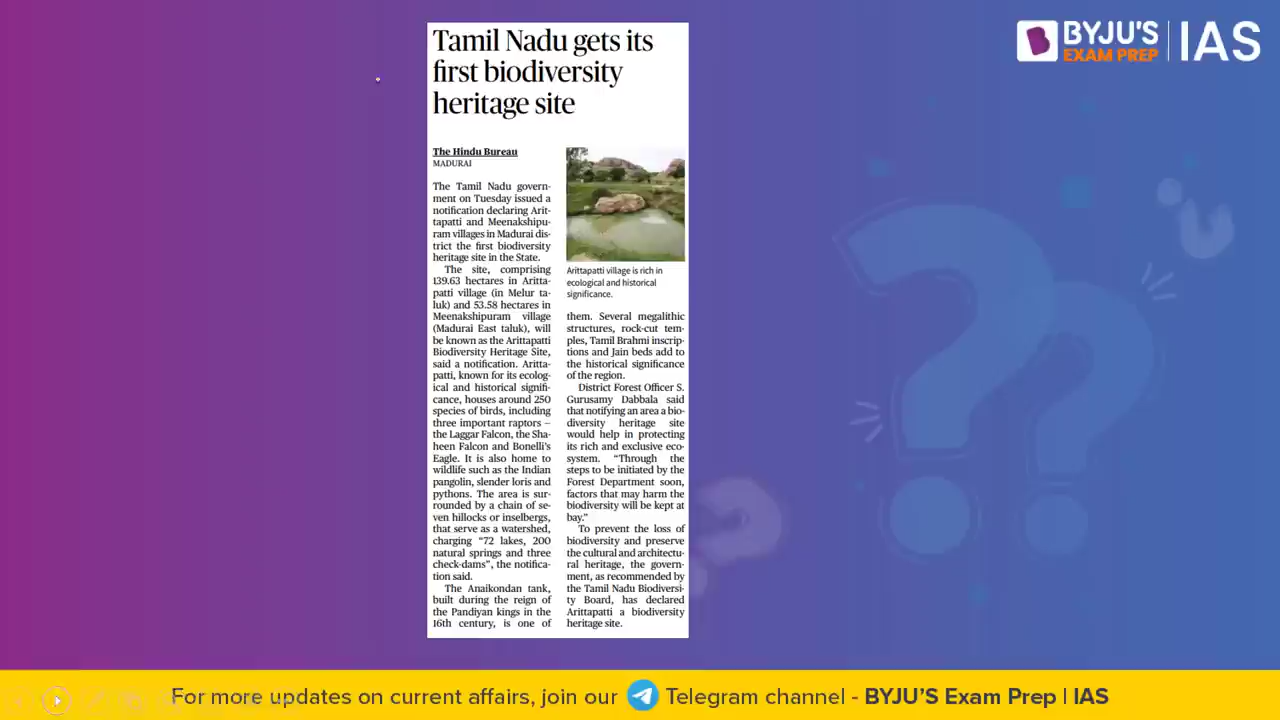 Tamil Nadu gets its
first biodiversity
heritage site
The Hindu Bureau
MADURAI
The Tamil Nadu govern-
ment on Tuesday issued a
notification declaring Arit-
tapatti and Meenakshipu-
ram villages in Madurai dis-
trict the first biodiversity
heritage site in the State.
The site, comprising
139.63 hectares in Aritta-
patti village (in Melur ta-
luk) and 53.58 hectares in
Meenakshipuram village
(Madurai East taluk), will
be known as the Arittapatti
Biodiversity Heritage Site,
said a notification. Aritta-
patti, known for its ecolog-
ical and historical signifi-
cance, houses around 250
species of birds, including
three important raptors –
the Laggar Falcon, the Sha-
heen Falcon and Bonelli's
Eagle. It is also home to
wildlife such as the Indian
pangolin, slender loris and
pythons. The area is sur-
rounded by a chain of se-
ven hillocks or inselbergs,
that serve as a watershed,
charging “72 lakes, 200
natural springs and three
check-dams”, the notifica-
tion said.
The Anaikondan tank,
built during the reign of
the Pandiyan kings in the
16th century, is one of
Arittapatti village is rich in
ecological and historical
significance.
them. Several megalithic
structures, rock-cut tem-
ples, Tamil Brahmi inscrip-
tions and Jain beds add to
the historical significance
of the region.
District Forest Officer S.
Gurusamy Dabbala said
that notifying an area a bio-
diversity heritage site
would help in protecting
its rich and exclusive eco-
system. “Through the
steps to be initiated by the
Forest Department soon,
factors that may harm the
biodiversity will be kept at
bay.”
To prevent the loss of
biodiversity and preserve
the cultural and architectu-
ral heritage, the govern-
ment, as recommended by
the Tamil Nadu Biodiversi-
ty Board, has declared
Arittapatti a biodiversity
heritage site.
BYJU'S
EXAM PREP
IAS
For more updates on current affairs, join our Telegram channel - BYJU'S Exam Prep | IAS